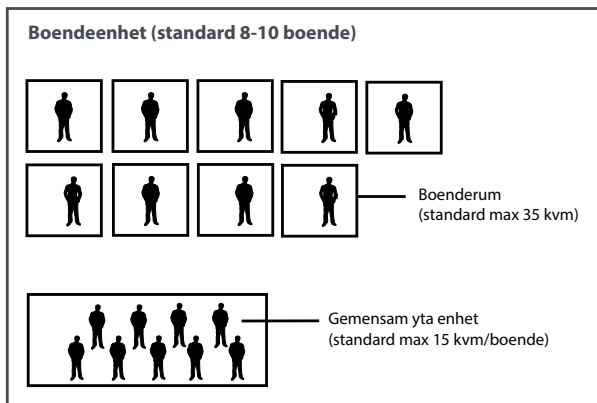 Boendeenhet (standard 8-10 boende)
Boenderum
(standard max 35 kvm)
Gemensam yta enhet
(standard max 15 kvm/boende)